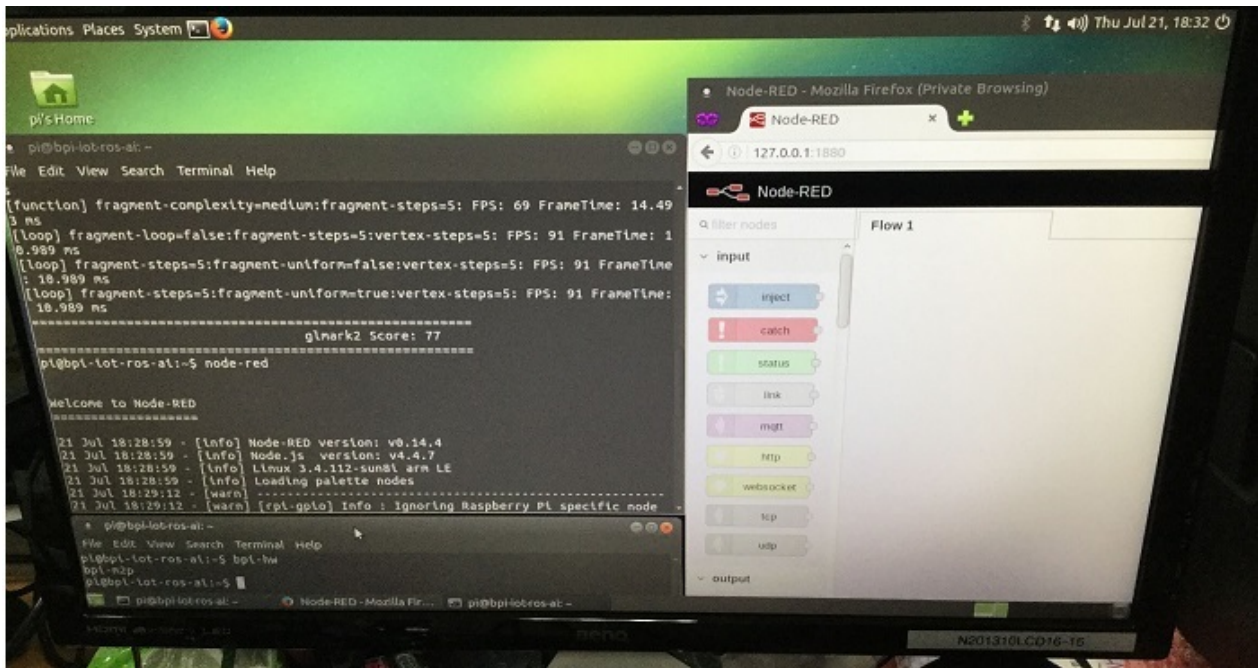 pplications Places System
Thu Jul 21, 18:32
pi's Home
pi@bpi-iot-ros-ai: ~
File Edit View Search Terminal Help
[function] fragment-complexity=medium:fragment-steps=5: FPS: 69 FrameTime: 14.49
3 ms
[loop] fragment-loop=false:fragment-steps=5:vertex-steps=5: FPS: 91 FrameTime: 1
0.989 ms
[loop] fragment-steps=5:fragment-uniform=false:vertex-steps=5: FPS: 91 FrameTime
: 10.989 ms
[loop] fragment-steps=5:fragment-uniform=true:vertex-steps=5: FPS: 91 FrameTime:
10.989 ms
=======================================================
glmark2 Score: 77
=======================================================
pi@bpi-iot-ros-ai:~$ node-red
Welcome to Node-RED
===================
21 Jul 18:28:59 - [info] Node-RED version: v0.14.4
21 Jul 18:28:59 - [info] Node.js version: v4.4.7
21 Jul 18:28:59 - [info] Linux 3.4.112-sun8i arm LE
21 Jul 18:28:59 - [info] Loading palette nodes
21 Jul 18:29:12 - [warn] ------------------------------------------------------
21 Jul 18:29:12 - [warn] [rpi-gpio] Info : Ignoring Raspberry Pi specific node
pi@bpi-iot-ros-ai: ~
File Edit View Search Terminal Help
pi@bpi-iot-ros-ai:~$ bpi-hw
bpi-m2p
pi@bpi-iot-ros-ai:~$
pi@bpi-iot-ros-ai: ~
Node-RED - Mozilla Fir...
pi@bpi-iot-ros-ai: ~
Node-RED - Mozilla Firefox (Private Browsing)
Node-RED
127.0.0.1:1880
Node-RED
filter nodes
Flow 1
input
inject
catch
status
link
mqtt
http
websocket
tcp
udp
output
BenQ
N201310LCD16-16